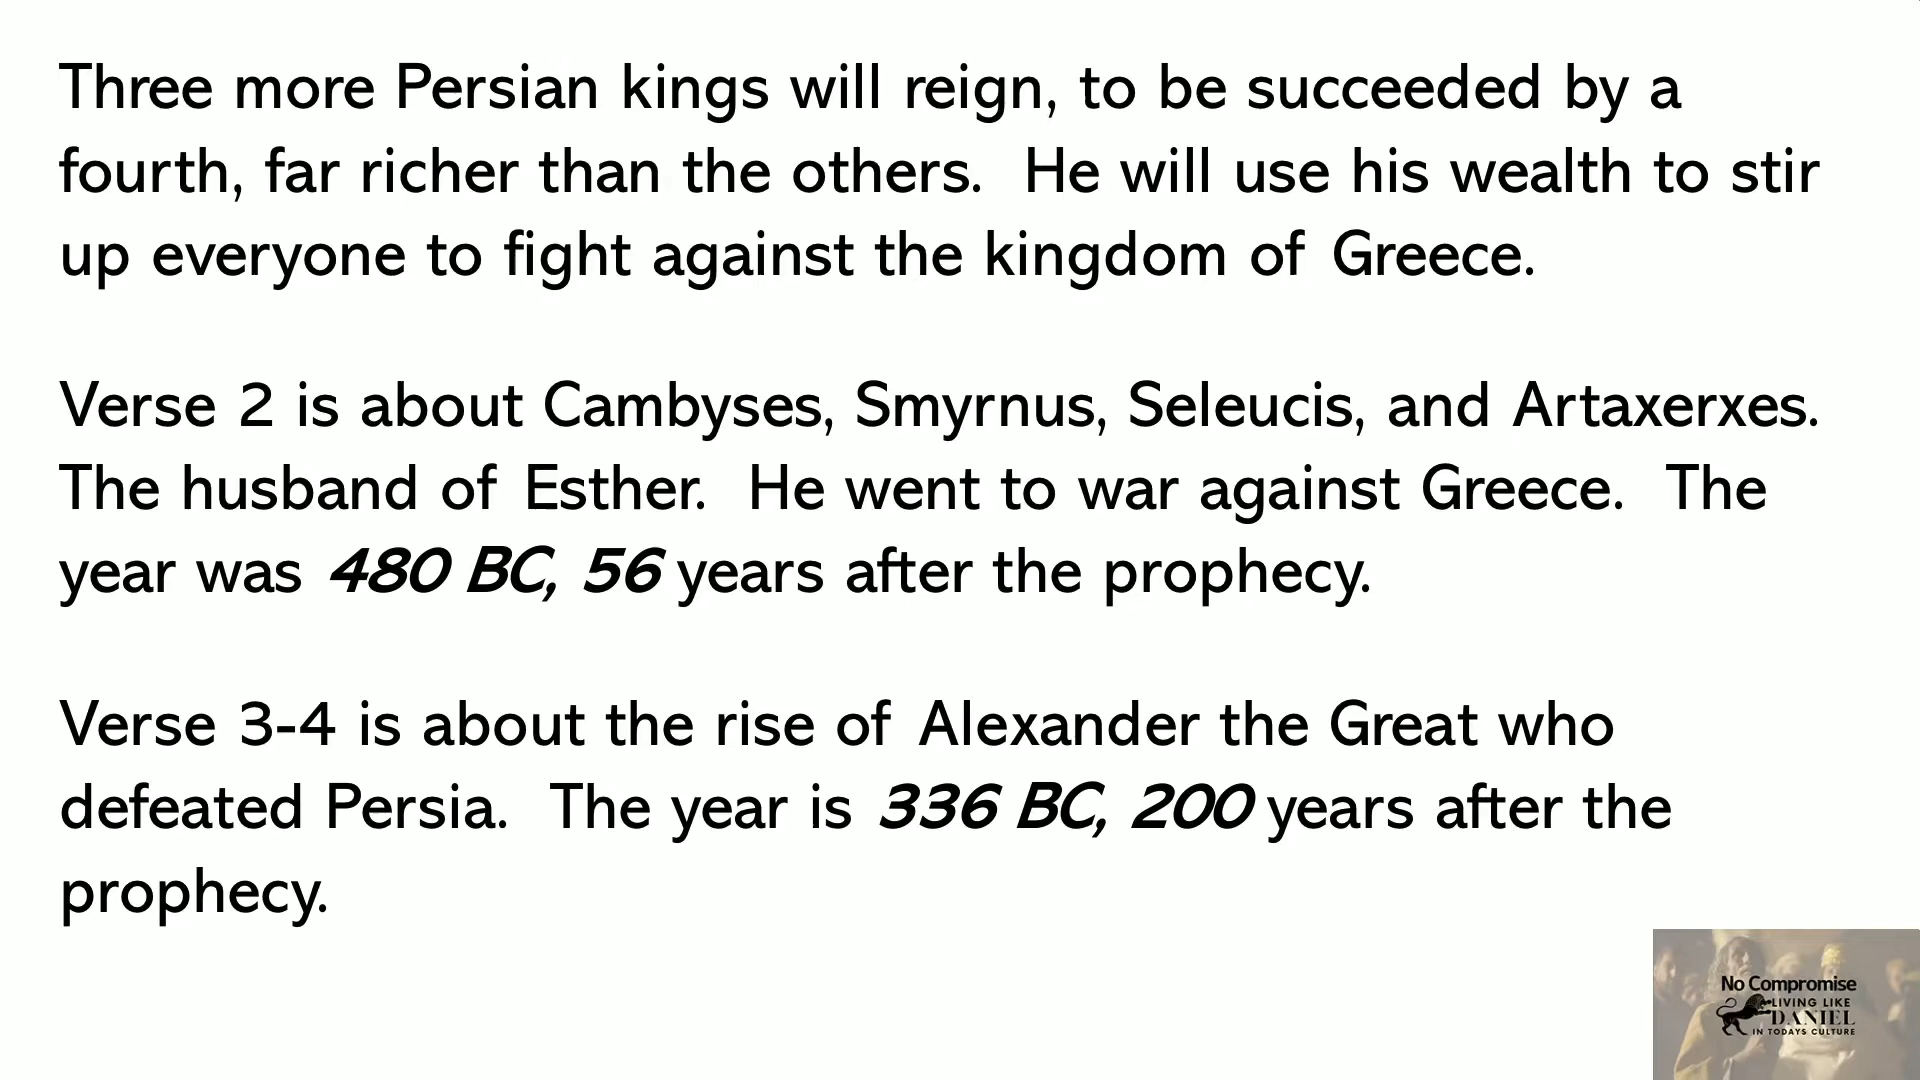 Three more Persian kings will reign, to be succeeded by a
fourth, far richer than the others.  He will use his wealth to stir
up everyone to fight against the kingdom of Greece.
Verse 2 is about Cambyses, Smyrnus, Seleucis, and Artaxerxes.
The husband of Esther.  He went to war against Greece.  The
year was 480 BC, 56 years after the prophecy.
Verse 3-4 is about the rise of Alexander the Great who
defeated Persia.  The year is 336 BC, 200 years after the
prophecy.
No Compromise
LIVING LIKE
DANIEL
IN TODAYS CULTURE